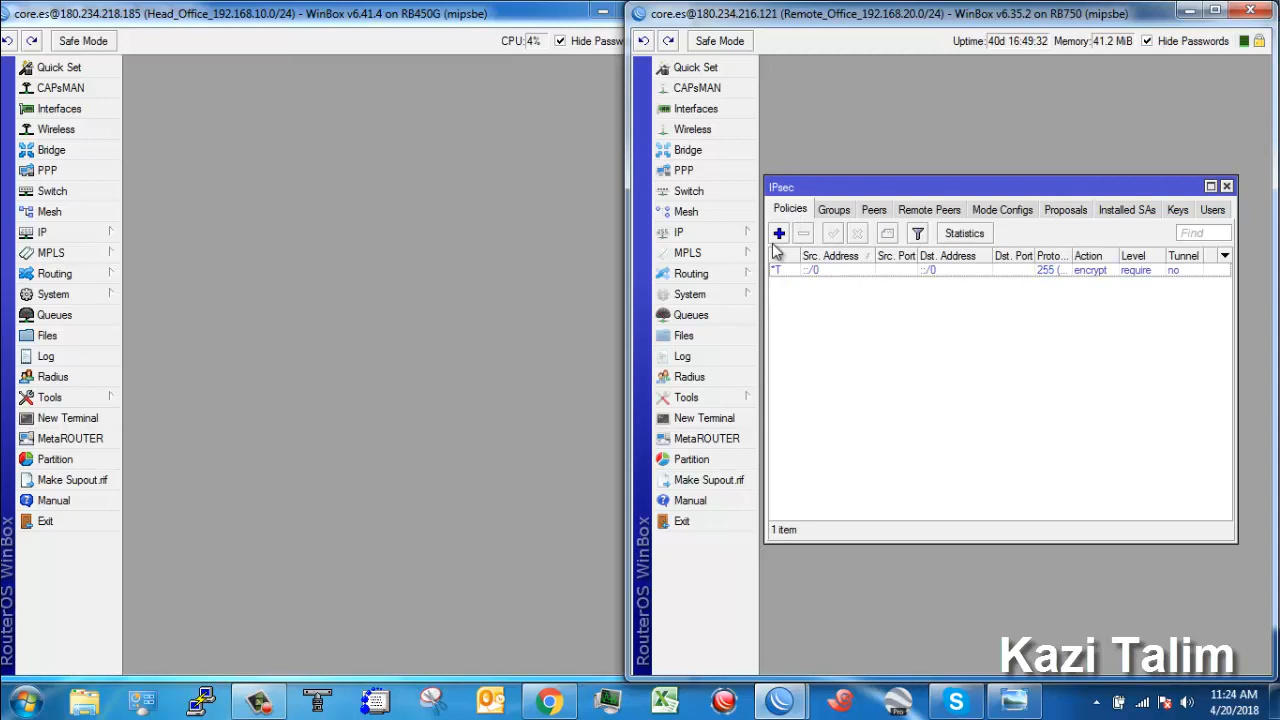 core.es@180.234.218.185 (Head_Office_192.168.10.0/24) - WinBox v6.41.4 on RB450G (mipsbe)
Safe Mode
CPU: 4%
Hide Passw
Quick Set
CAPsMAN
Interfaces
Wireless
Bridge
PPP
Switch
Mesh
IP
MPLS
Routing
System
Queues
Files
Log
Radius
Tools
New Terminal
MetaROUTER
Partition
Make Supout.rif
Manual
Exit
RouterOS WinBox
core.es@180.234.216.121 (Remote_Office_192.168.20.0/24) - WinBox v6.35.2 on RB750 (mipsbe)
Safe Mode
Uptime: 40d 16:49:32 Memory: 41.2 MiB Hide Passwords
Quick Set
CAPsMAN
Interfaces
Wireless
Bridge
PPP
Switch
Mesh
IP
MPLS
Routing
System
Queues
Files
Log
Radius
Tools
New Terminal
MetaROUTER
Partition
Make Supout.rif
Manual
Exit
RouterOS WinBox
IPsec
Policies Groups Peers Remote Peers Mode Configs Proposals Installed SAs Keys Users
Statistics Find
Src. Address Src. Port Dst. Address Dst. Port Proto... Action Level Tunnel
*T ::/0 ::/0 255 (... encrypt require no
1 item
Kazi Talim
Pro
11:24 AM
4/20/2018